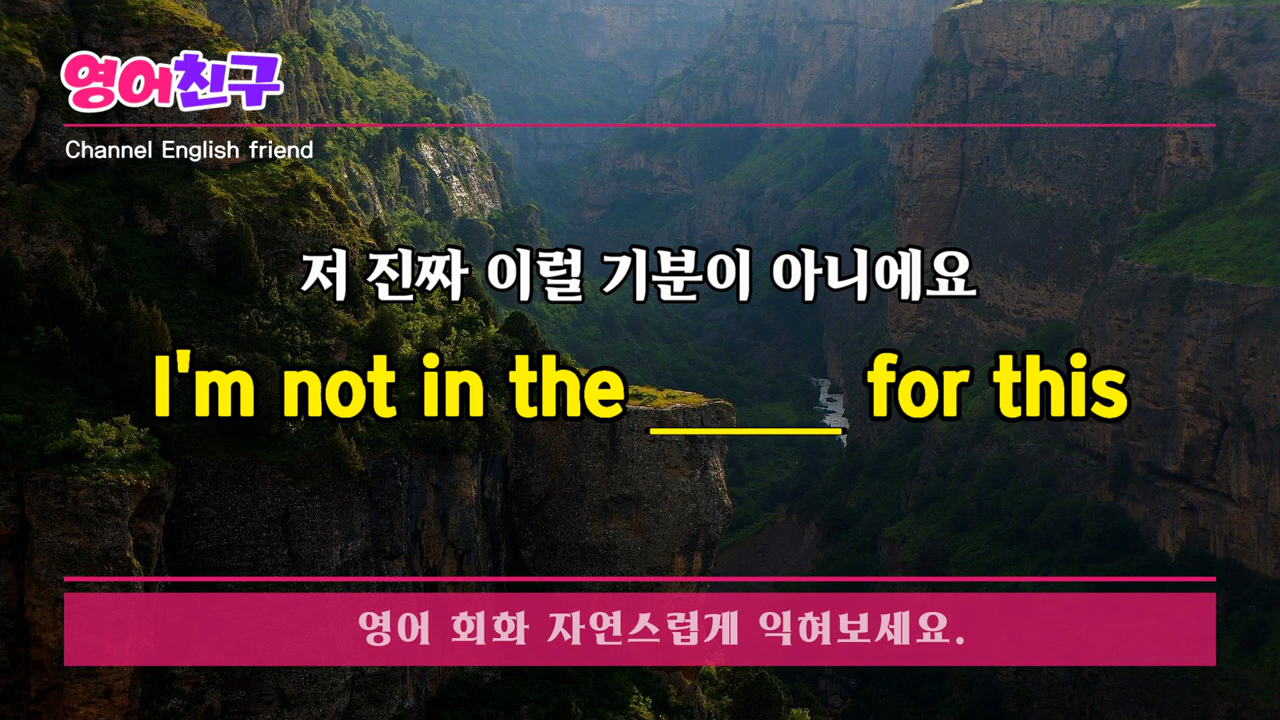 영어친구
Channel English friend
저 진짜 이럴 기분이 아니에요
I'm not in the ______ for this
영어 회화 자연스럽게 익혀보세요.